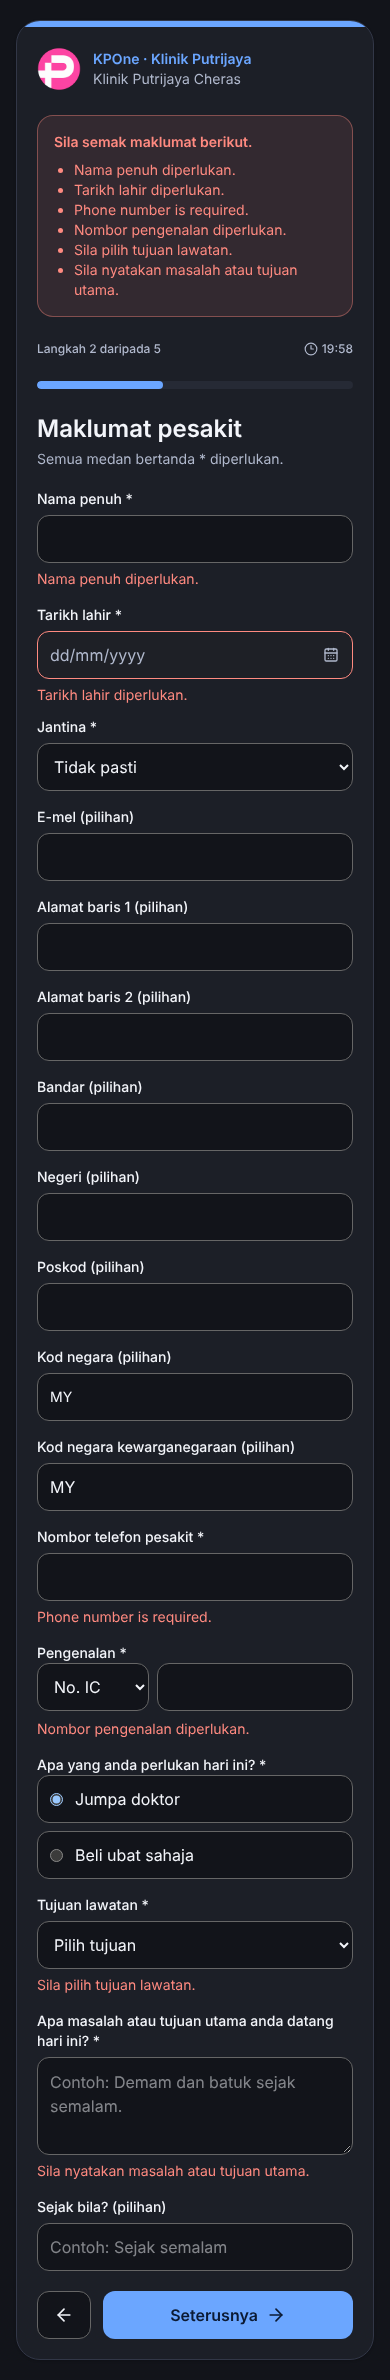 KPOne · Klinik Putrijaya
Klinik Putrijaya Cheras
Sila semak maklumat berikut.
• Nama penuh diperlukan.
• Tarikh lahir diperlukan.
• Phone number is required.
• Nombor pengenalan diperlukan.
• Sila pilih tujuan lawatan.
• Sila nyatakan masalah atau tujuan
utama.
Langkah 2 daripada 5
19:58
Maklumat pesakit
Semua medan bertanda * diperlukan.
Nama penuh *
Nama penuh diperlukan.
Tarikh lahir *
dd/mm/yyyy
Tarikh lahir diperlukan.
Jantina *
Tidak pasti
E-mel (pilihan)
Alamat baris 1 (pilihan)
Alamat baris 2 (pilihan)
Bandar (pilihan)
Negeri (pilihan)
Poskod (pilihan)
Kod negara (pilihan)
MY
Kod negara kewarganegaraan (pilihan)
MY
Nombor telefon pesakit *
Phone number is required.
Pengenalan *
No. IC
Nombor pengenalan diperlukan.
Apa yang anda perlukan hari ini? *
Jumpa doktor
Beli ubat sahaja
Tujuan lawatan *
Pilih tujuan
Sila pilih tujuan lawatan.
Apa masalah atau tujuan utama anda datang
hari ini? *
Contoh: Demam dan batuk sejak
semalam.
Sila nyatakan masalah atau tujuan utama.
Sejak bila? (pilihan)
Contoh: Sejak semalam
Seterusnya